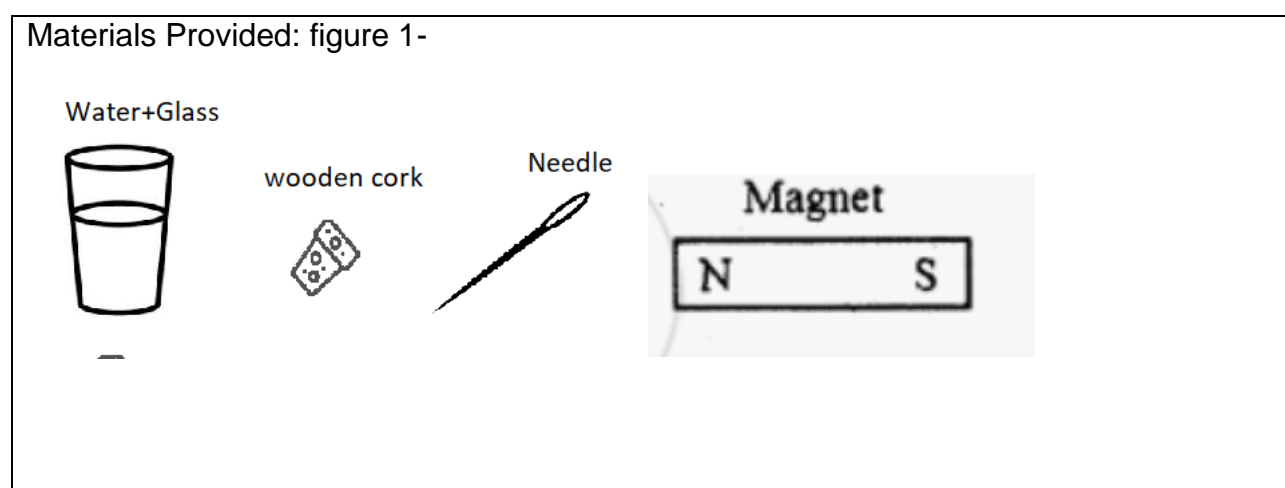 Materials Provided: figure 1-
Water+Glass
wooden cork
Needle
Magnet
N S